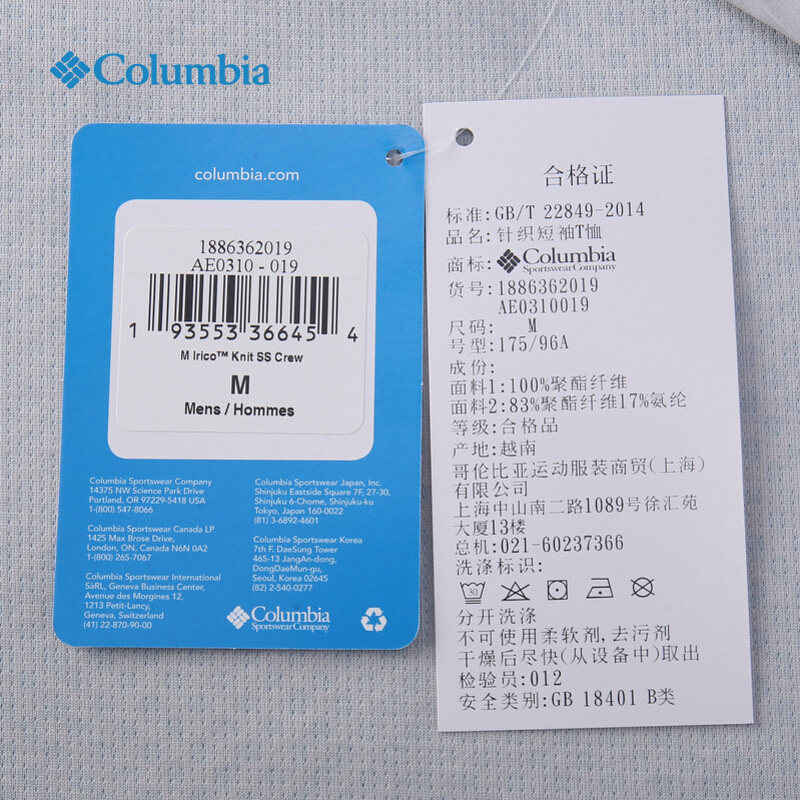 Columbia
columbia.com
1886362019
AE0310 - 019
1 93553 36645 4
M Irico™ Knit SS Crew
M
Mens / Hommes
Columbia Sportswear Company
14375 NW Science Park Drive
Portland, OR 97229-5418 USA
1-(800) 547-8066
Columbia Sportswear Canada LP
1425 Max Brose Drive,
London, ON, Canada N6N 0A2
1-(800) 265-7067
Columbia Sportswear International
SàRL, Geneva Business Center,
Avenue des Morgines 12,
1213 Petit-Lancy,
Geneva, Switzerland
(41) 22-870-90-00
Columbia Sportswear Japan, Inc.
Shinjuku Eastside Square 7F, 27-30,
Shinjuku 6-Chome, Shinjuku-ku
Tokyo, Japan 160-0022
(81) 3-6892-4601
Columbia Sportswear Korea
7th F. DaeSung Tower
465-13 JangAn-dong,
DongDaeMun-gu,
Seoul, Korea 02645
(82) 2-540-0277
Columbia
Sportswear Company
合格证
标准:GB/T 22849-2014
品名:针织短袖T恤
商标:Columbia
Sportswear Company
货号:1886362019
AE0310019
尺码: M
号型:175/96A
成份:
面料1:100%聚酯纤维
面料2:83%聚酯纤维17%氨纶
等级:合格品
产地:越南
哥伦比亚运动服装商贸(上海)
有限公司
上海中山南二路1089号徐汇苑
大厦13楼
总机:021-60237366
洗涤标识:
30
分开洗涤
不可使用柔软剂,去污剂
干燥后尽快(从设备中)取出
检验员:012
安全类别:GB 18401 B类